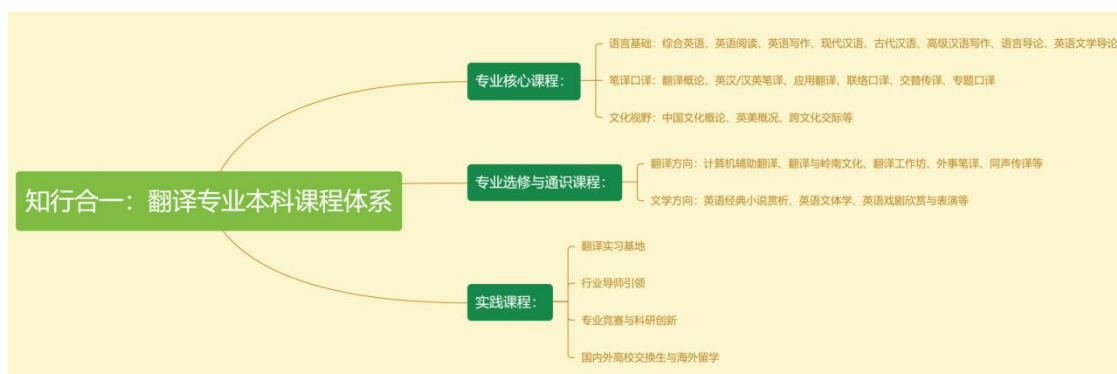 知行合一：翻译专业本科课程体系
专业核心课程：
语言基础：综合英语、英语阅读、英语写作、现代汉语、古代汉语、高级汉语写作、语言导论、英语文学导论
笔译口译：翻译概论、英汉/汉英笔译、应用翻译、联络口译、交替传译、专题口译
文化视野：中国文化概论、英美概况、跨文化交际等
专业选修与通识课程：
翻译方向：计算机辅助翻译、翻译与岭南文化、翻译工作坊、外事笔译、同声传译等
文学方向：英语经典小说赏析、英语文体学、英语戏剧欣赏与表演等
实践课程：
翻译实习基地
行业导师引领
专业竞赛与科研创新
国内外高校交换生与海外留学